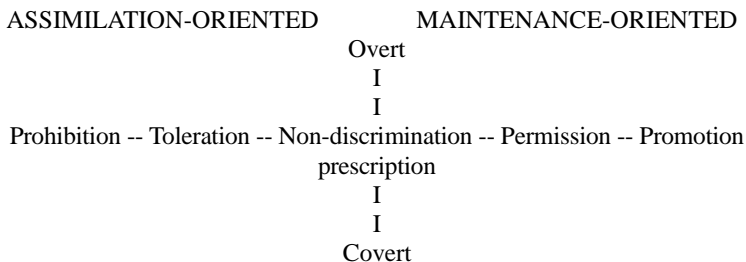 ASSIMILATION-ORIENTED MAINTENANCE-ORIENTED
Overt
I
I
Prohibition -- Toleration -- Non-discrimination -- Permission -- Promotion
prescription
I
I
Covert